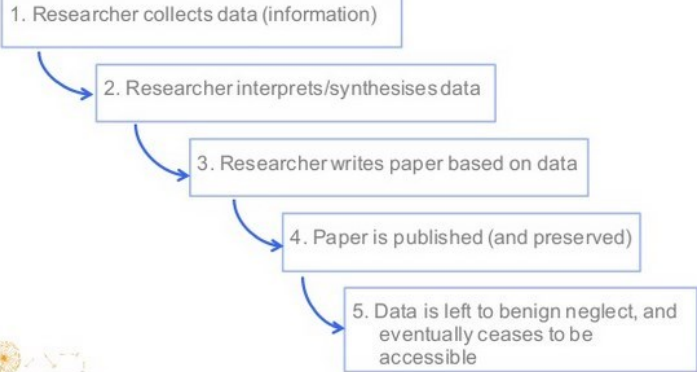 1. Researcher collects data (information)
2. Researcher interprets/synthesises data
3. Researcher writes paper based on data
4. Paper is published (and preserved)
5. Data is left to benign neglect, and
eventually ceases to be
accessible